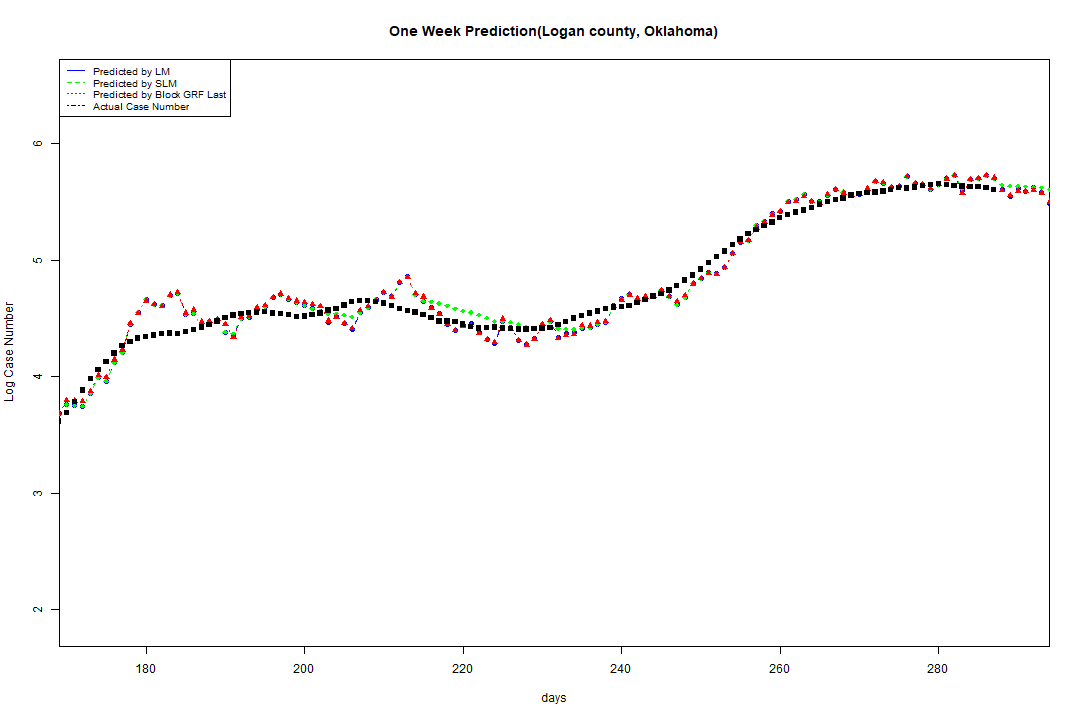 One Week Prediction(Logan county, Oklahoma)
Predicted by LM
Predicted by SLM
Predicted by Block GRF Last
Actual Case Number
6
5
4
3
2
Log Case Number
180 200 220 240 260 280
days